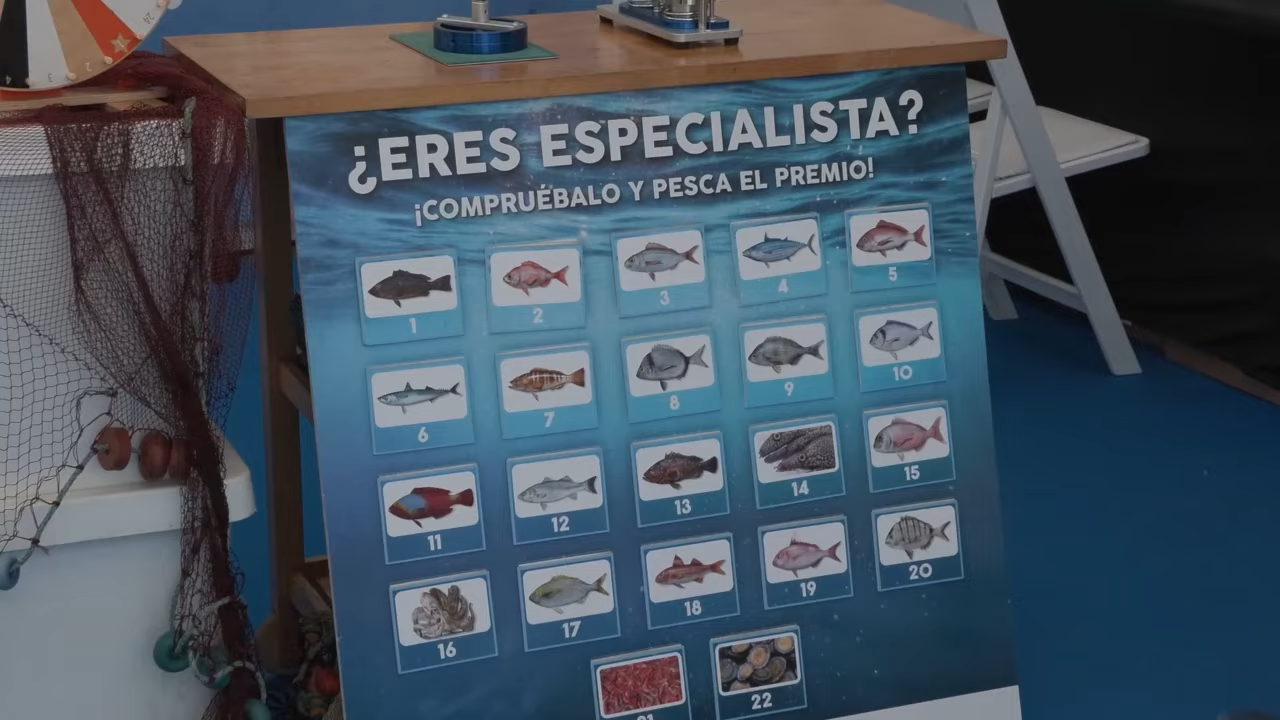 ¿ERES ESPECIALISTA?
¡COMPRUÉBALO Y PESCA EL PREMIO!
1 2 3 4 5
6 7 8 9 10
11 12 13 14 15
16 17 18 19 20
21 22